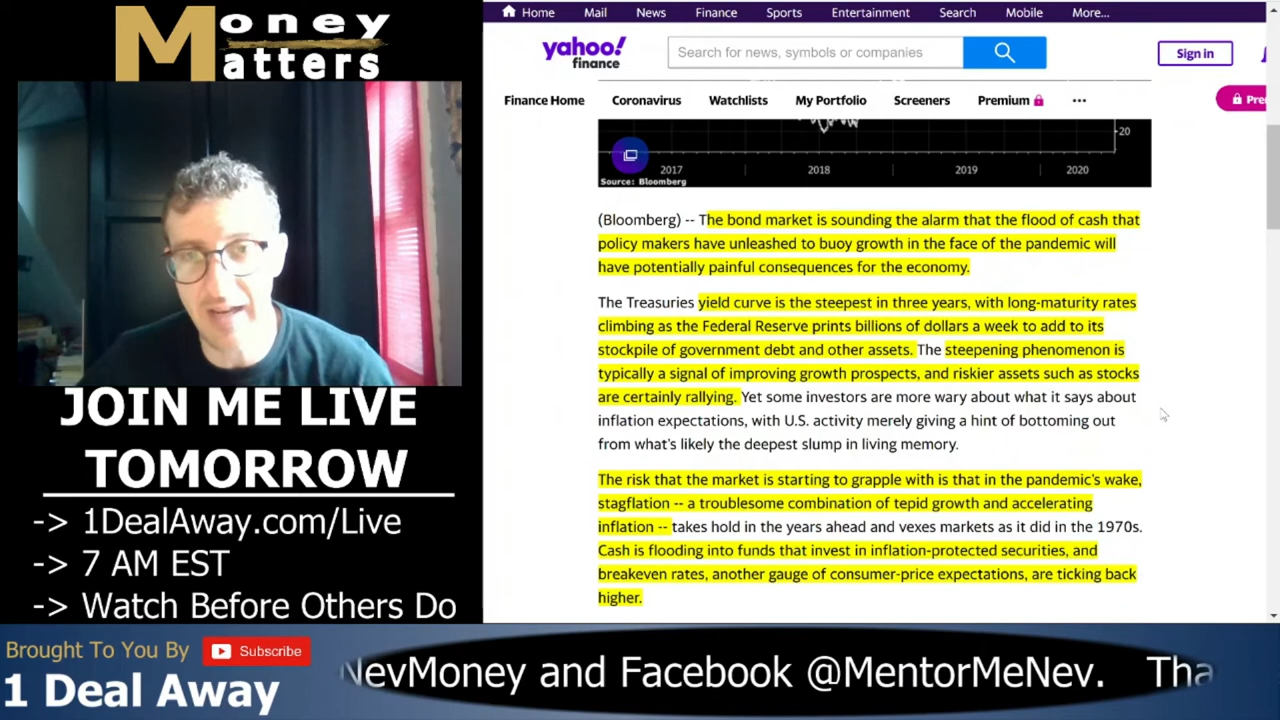 Money
Matters
JOIN ME LIVE
TOMORROW
-> 1DealAway.com/Live
-> 7 AM EST
-> Watch Before Others Do
Home Mail News Finance Sports Entertainment Search Mobile More...
yahoo!
finance
Search for news, symbols or companies
Sign in
Finance Home Coronavirus Watchlists My Portfolio Screeners Premium ...
Pre
20
2017 2018 2019 2020
Source: Bloomberg
(Bloomberg) -- The bond market is sounding the alarm that the flood of cash that
policy makers have unleashed to buoy growth in the face of the pandemic will
have potentially painful consequences for the economy.
The Treasuries yield curve is the steepest in three years, with long-maturity rates
climbing as the Federal Reserve prints billions of dollars a week to add to its
stockpile of government debt and other assets. The steepening phenomenon is
typically a signal of improving growth prospects, and riskier assets such as stocks
are certainly rallying. Yet some investors are more wary about what it says about
inflation expectations, with U.S. activity merely giving a hint of bottoming out
from what's likely the deepest slump in living memory.
The risk that the market is starting to grapple with is that in the pandemic's wake,
stagflation -- a troublesome combination of tepid growth and accelerating
inflation -- takes hold in the years ahead and vexes markets as it did in the 1970s.
Cash is flooding into funds that invest in inflation-protected securities, and
breakeven rates, another gauge of consumer-price expectations, are ticking back
higher.
Brought To You By Subscribe
1 Deal Away
NevMoney and Facebook @MentorMeNev. Tha